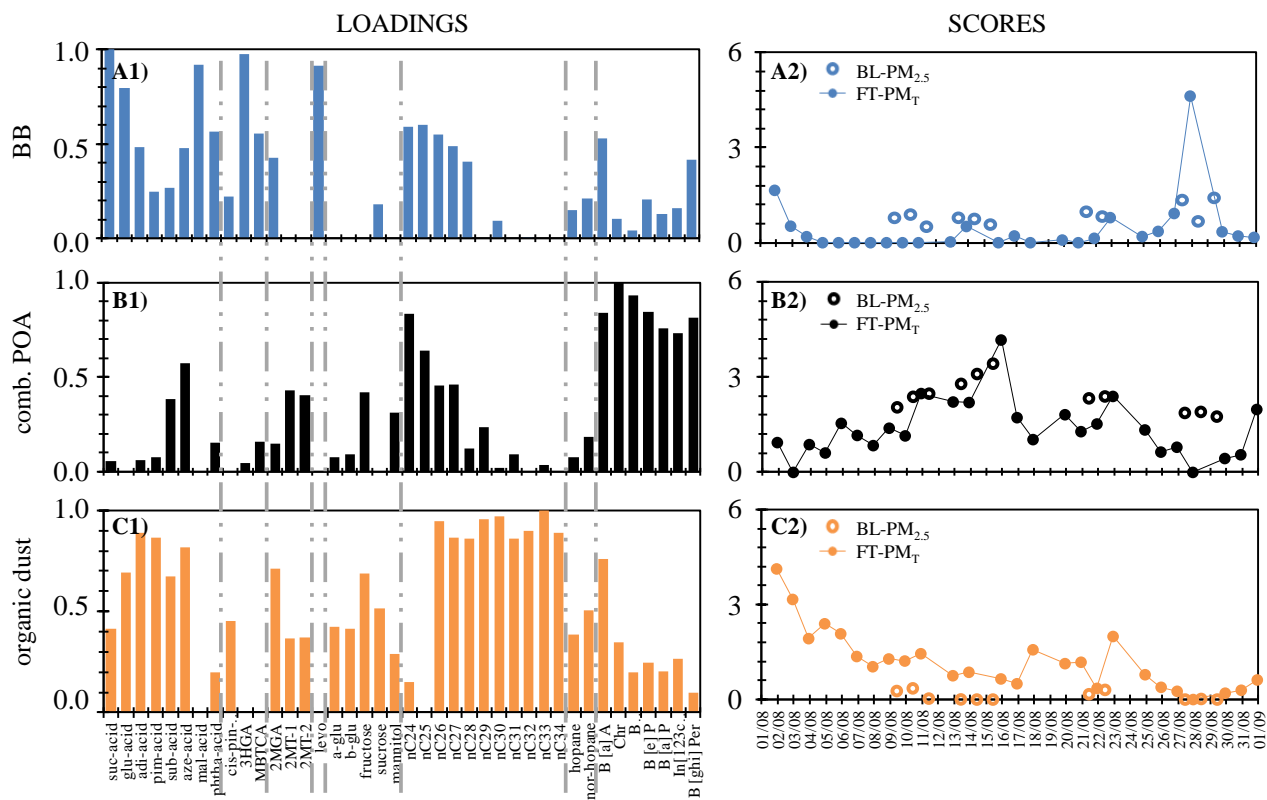 LOADINGS
SCORES
BB
1.0
0.5
0.0
A1)
6
3
0
A2)
BL-PM2.5
FT-PMT
comb. POA
1.0
0.5
0.0
B1)
6
3
0
B2)
BL-PM2.5
FT-PMT
organic dust
1.0
0.5
0.0
C1)
6
3
0
C2)
BL-PM2.5
FT-PMT
suc-acid
glu-acid
adi-acid
pim-acid
sub-acid
aze-acid
mal-acid
phtha-acid
cis-pin-..
3HGA
MBTCA
2MGA
2MT-1
2MT-2
levo
a-glu
b-glu
fructose
sucrose
mannitol
nC24
nC25
nC26
nC27
nC28
nC29
nC30
nC31
nC32
nC33
nC34
hopane
nor-hopane
B [a] A
Chr
B..
B [e] P
B [a] P
In[123c..
B [ghi] Per
01/08
02/08
03/08
04/08
05/08
06/08
07/08
08/08
09/08
10/08
11/08
12/08
13/08
14/08
15/08
16/08
17/08
18/08
19/08
20/08
21/08
22/08
23/08
24/08
25/08
26/08
27/08
28/08
29/08
30/08
31/08
01/09